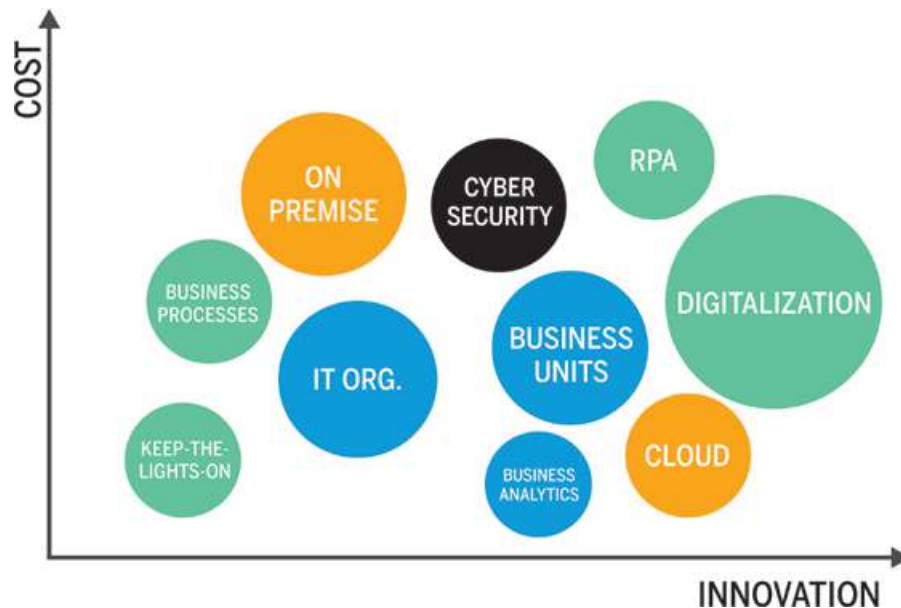 COST
ON
PREMISE
CYBER
SECURITY
RPA
BUSINESS
PROCESSES
DIGITALIZATION
IT ORG.
BUSINESS
UNITS
KEEP-THE-
LIGHTS-ON
BUSINESS
ANALYTICS
CLOUD
INNOVATION